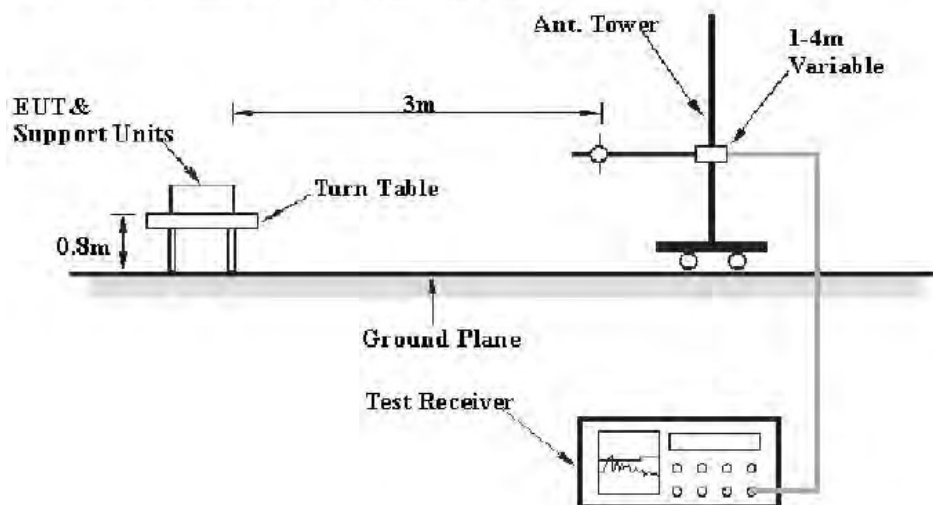 Ant. Tower
1-4m
Variable
EUT &
Support Units
3m
Turn Table
0.8m
Ground Plane
Test Receiver